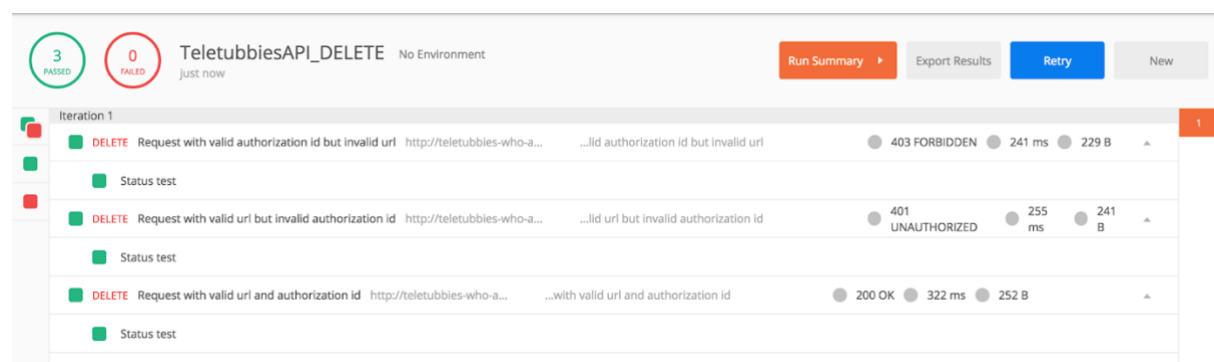 3
PASSED
0
FAILED
TeletubbiesAPI_DELETE No Environment
just now
Run Summary
Export Results
Retry
New
Iteration 1
1
DELETE Request with valid authorization id but invalid url http://teletubbies-who-a... ...lid authorization id but invalid url 403 FORBIDDEN 241 ms 229 B
Status test
DELETE Request with valid url but invalid authorization id http://teletubbies-who-a... ...lid url but invalid authorization id 401 UNAUTHORIZED 255 ms 241 B
Status test
DELETE Request with valid url and authorization id http://teletubbies-who-a... ...with valid url and authorization id 200 OK 322 ms 252 B
Status test